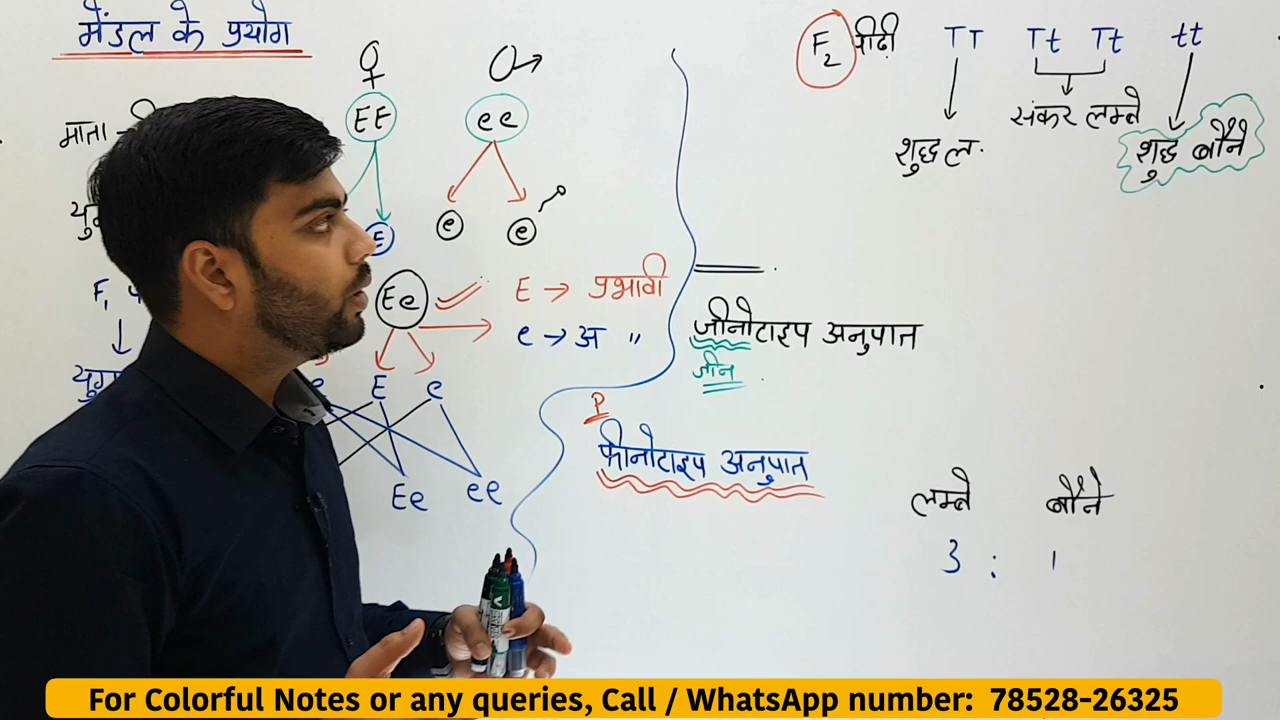 मेंडल के प्रयोग
♀ ♂
माता
EE ee
E e e
F₁
Ee E → प्रभावी
e → अ "
E e
Ee ee
F₂ पीढी TT Tt Tt tt
संकर लम्बे
शुद्ध ल. शुद्ध बौने
जीनोटाइप अनुपात
जीन
P
फीनोटाइप अनुपात
लम्बे बौने
3 : 1
For Colorful Notes or any queries, Call / WhatsApp number: 78528-26325